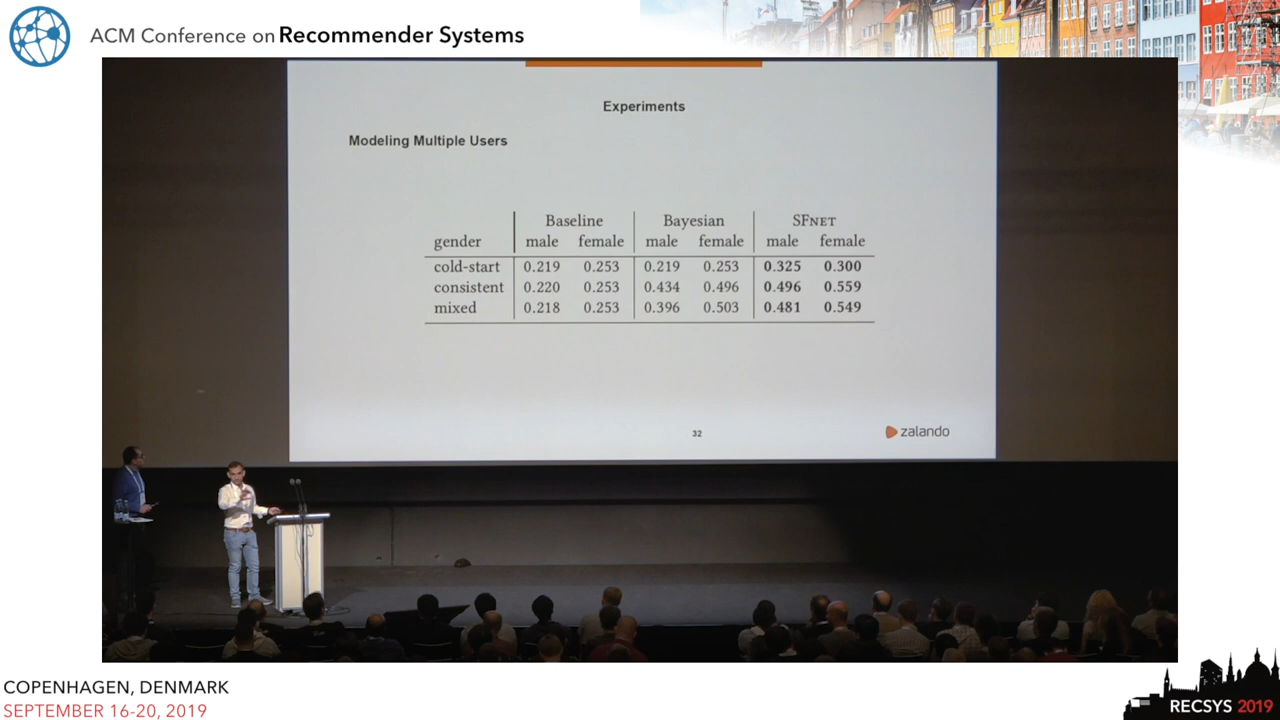 ACM Conference on Recommender Systems
Experiments
Modeling Multiple Users
Baseline Bayesian SFNET
gender male female male female male female
cold-start 0.219 0.253 0.219 0.253 0.325 0.300
consistent 0.220 0.253 0.434 0.496 0.496 0.559
mixed 0.218 0.253 0.396 0.503 0.481 0.549
32
zalando
COPENHAGEN, DENMARK
SEPTEMBER 16-20, 2019
RECSYS 2019